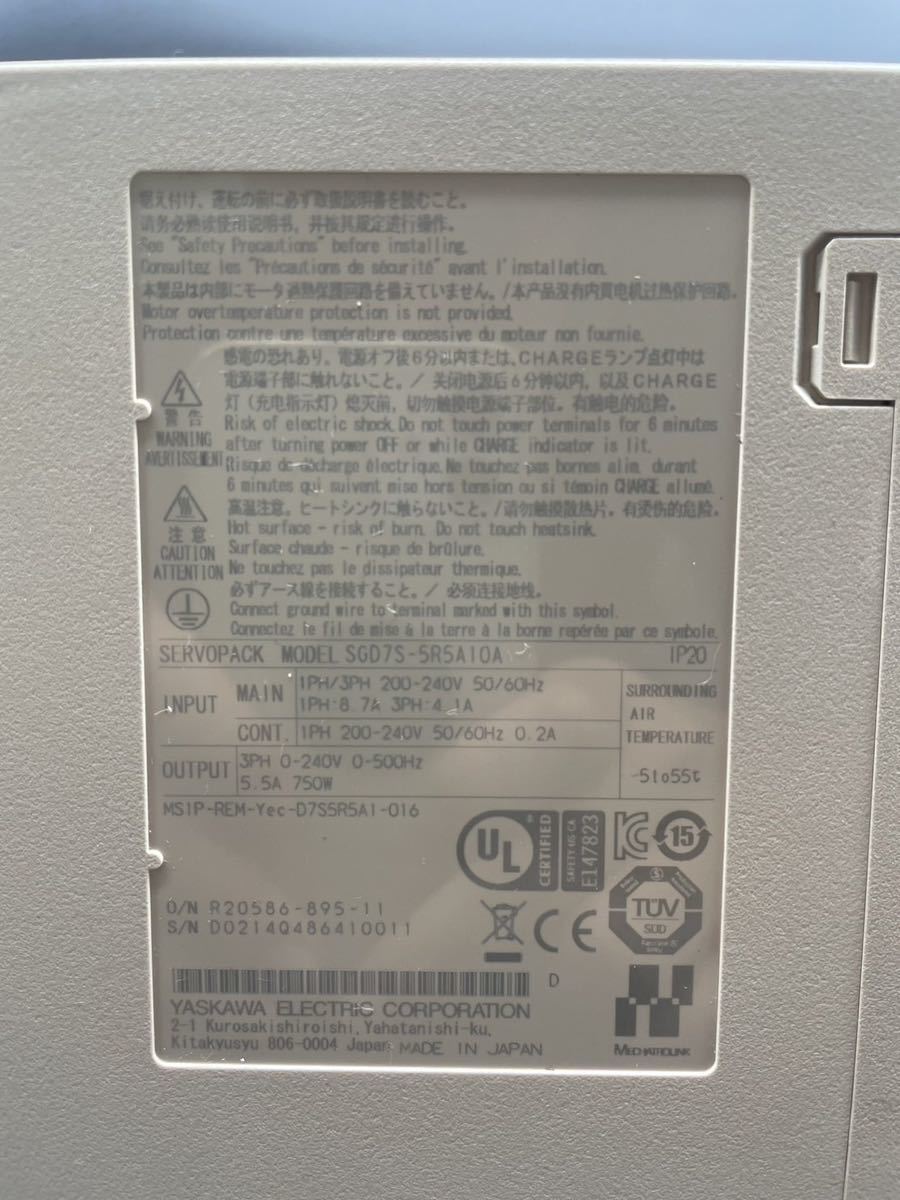 据え付け、運転の前に必ず取扱説明書を読むこと。
请务必熟读使用说明书，并按其规定进行操作。
See "Safety Precautions" before installing.
Consultez les "Précautions de sécurité" avant l'installation.
本製品は内部にモータ過熱保護回路を備えていません。/本产品没有内置电机过热保护回路.
Motor overtemperature protection is not provided.
Protection contre une température excessive du moteur non fournie.
感電の恐れあり、電源オフ後6分以内または、CHARGEランプ点灯中は
電源端子部に触れないこと。/ 关闭电源后6分钟以内，以及CHARGE
灯（充电指示灯）熄灭前，切勿触摸电源端子部位。有触电的危险。
警告
WARNING
AVERTISSEMENT
Risk of electric shock. Do not touch power terminals for 6 minutes
after turning power OFF or while CHARGE indicator is lit.
Risque de décharge électrique. Ne touchez pas bornes alim. durant
6 minutes qui suivent mise hors tension ou si témoin CHARGE allumé.
高温注意。ヒートシンクに触らないこと。/请勿触摸散热片，有烫伤的危险。
注意
CAUTION
ATTENTION
Hot surface - risk of burn. Do not touch heatsink.
Surface chaude - risque de brûlure.
Ne touchez pas le dissipateur thermique.
必ずアース線を接続すること。/ 必须连接地线.
Connect ground wire to terminal marked with this symbol.
Connectez le fil de mise à la terre à la borne repérée par ce symbole.
SERVOPACK MODEL SGD7S-5R5A10A IP20
INPUT MAIN 1PH/3PH 200-240V 50/60Hz
1PH:8.7A 3PH:4.1A
CONT. 1PH 200-240V 50/60Hz 0.2A
OUTPUT 3PH 0-240V 0-500Hz
5.5A 750W
SURROUNDING
AIR
TEMPERATURE
-5to55℃
MSIP-REM-Yec-D7S5R5A1-016
UL CERTIFIED
SAFETY US-CA
E147823
15
TÜV
SÜD
O/N R20586-895-11
S/N D0214Q486410011
CE
D
YASKAWA ELECTRIC CORPORATION
2-1 Kurosakishiroishi, Yahatanishi-ku,
Kitakyusyu 806-0004 Japan MADE IN JAPAN
MECHATROLINK